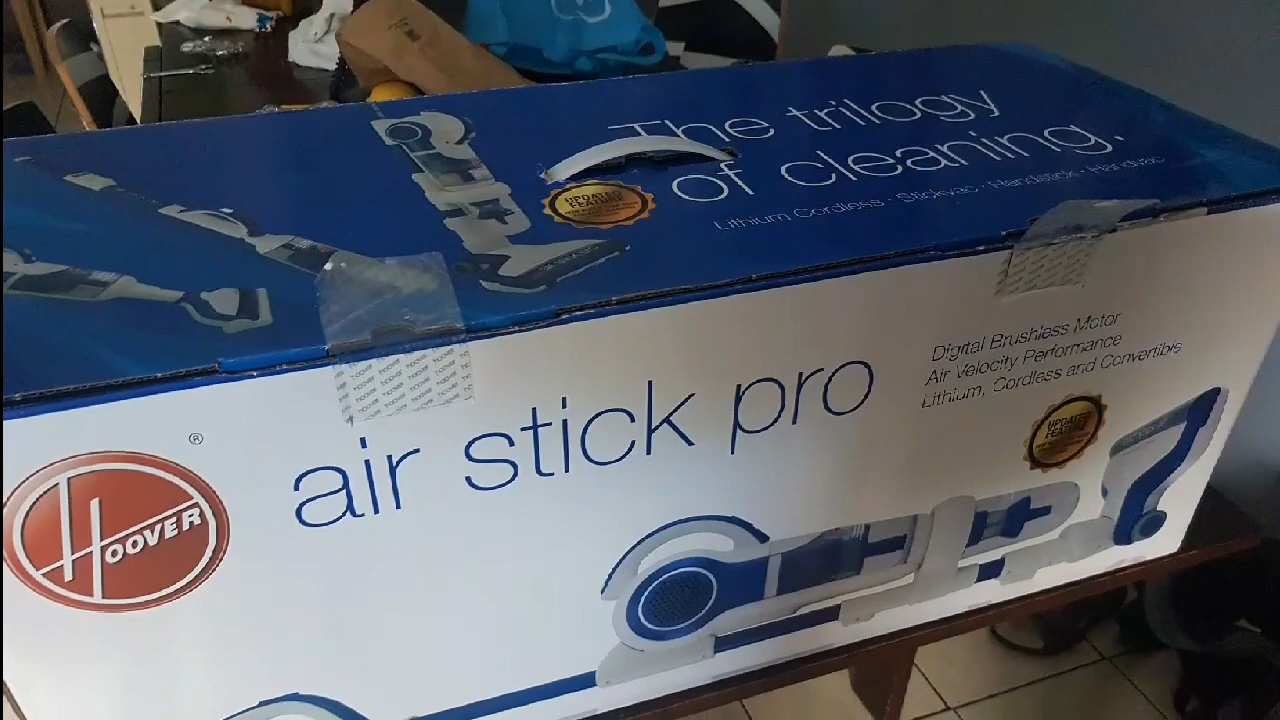 The trilogy
of cleaning.
Lithium Cordless · Stickvac · Handstick · Handvac
UPDATED
FEATURE
hoover
HOOVER
®
air stick pro
Digital Brushless Motor
Air Velocity Performance
Lithium, Cordless and Convertible
UPDATED
FEATURE